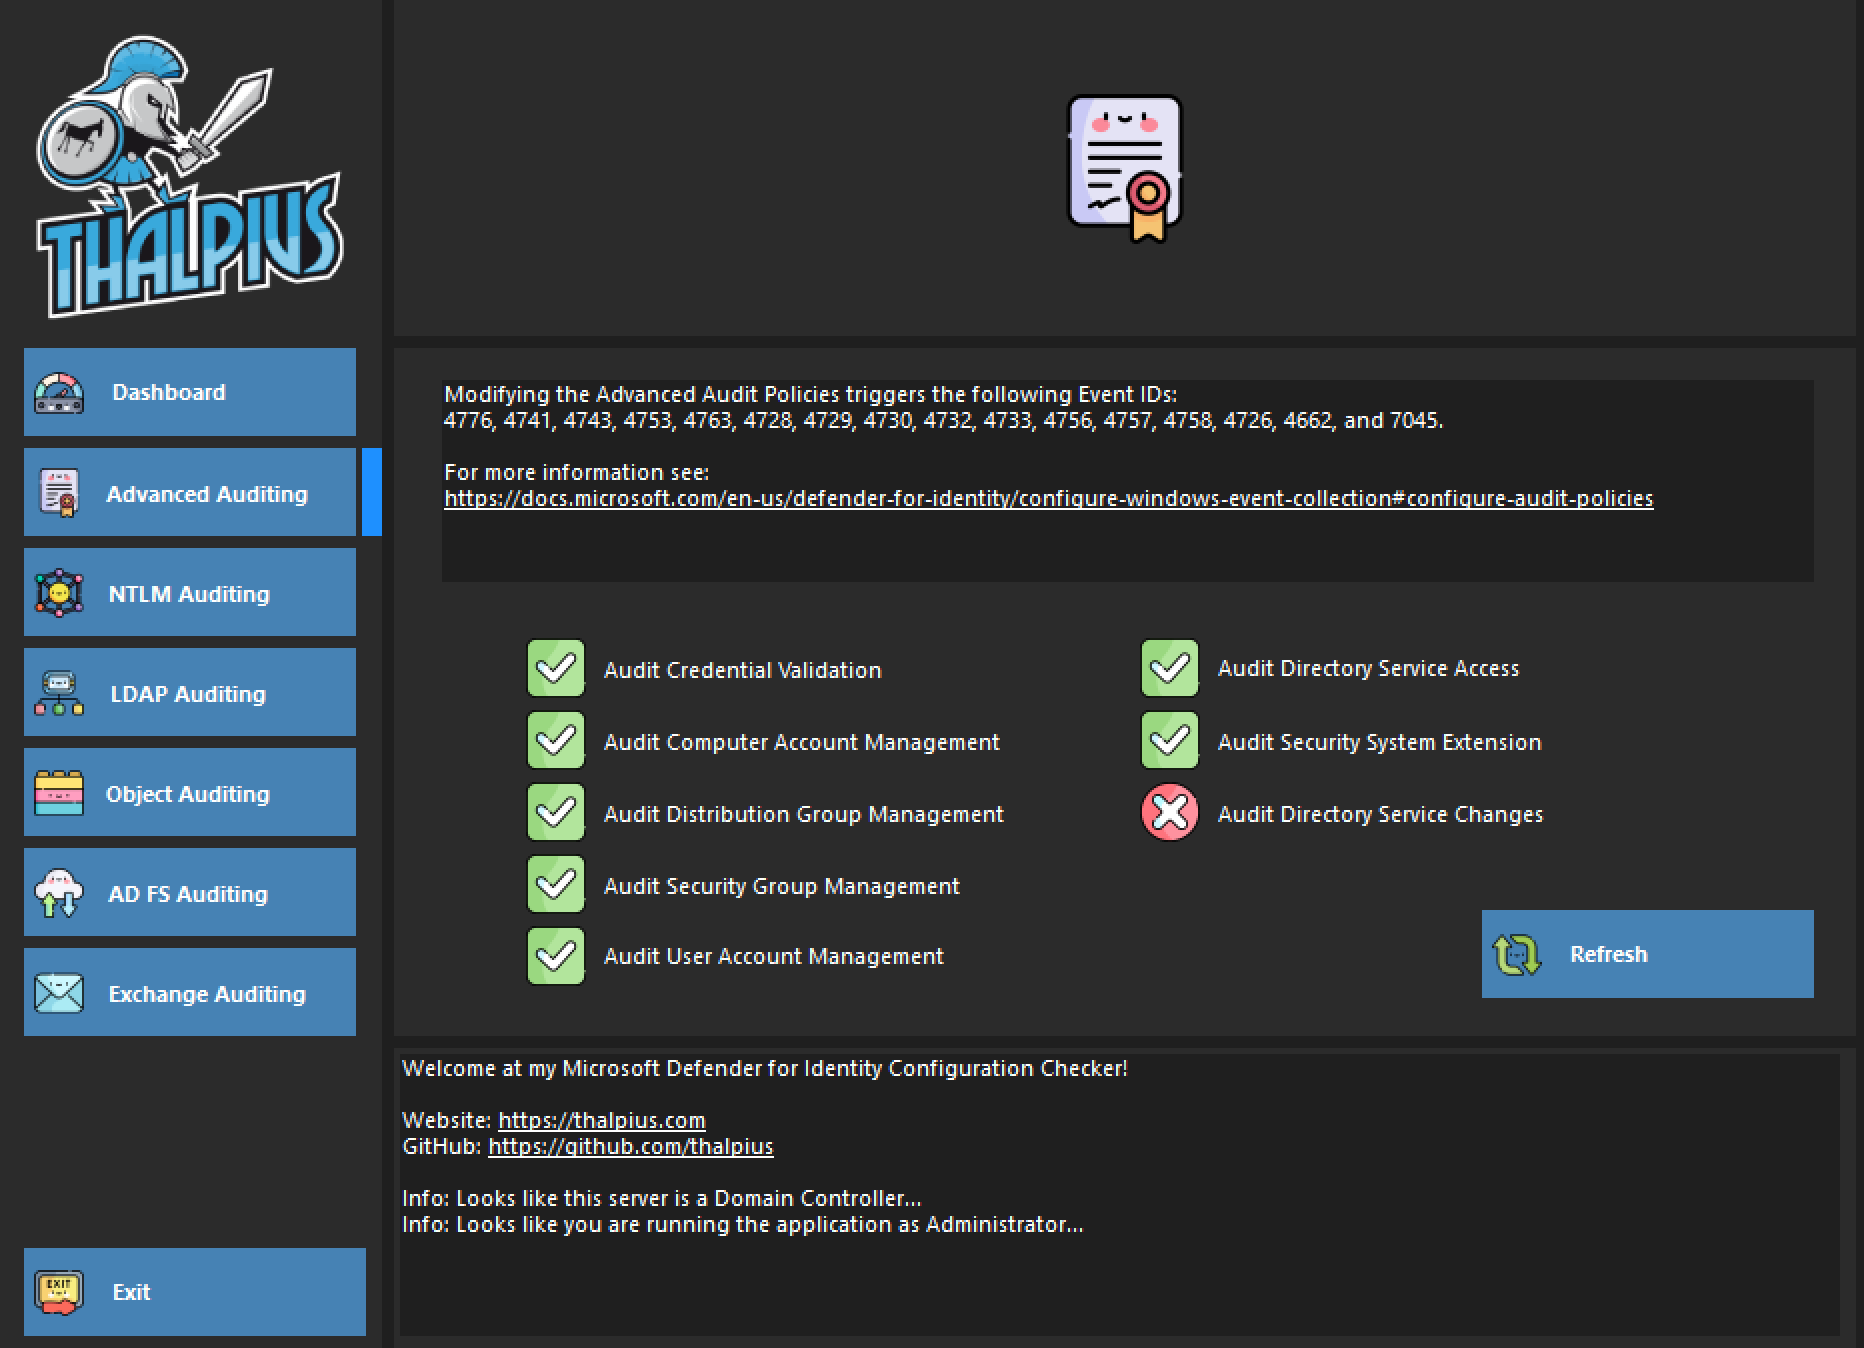 THALPIUS
Dashboard
Advanced Auditing
NTLM Auditing
LDAP Auditing
Object Auditing
AD FS Auditing
Exchange Auditing
EXIT
Exit
Modifying the Advanced Audit Policies triggers the following Event IDs:
4776, 4741, 4743, 4753, 4763, 4728, 4729, 4730, 4732, 4733, 4756, 4757, 4758, 4726, 4662, and 7045.
For more information see:
https://docs.microsoft.com/en-us/defender-for-identity/configure-windows-event-collection#configure-audit-policies
Audit Credential Validation
Audit Computer Account Management
Audit Distribution Group Management
Audit Security Group Management
Audit User Account Management
Audit Directory Service Access
Audit Security System Extension
Audit Directory Service Changes
Refresh
Welcome at my Microsoft Defender for Identity Configuration Checker!
Website: https://thalpius.com
GitHub: https://github.com/thalpius
Info: Looks like this server is a Domain Controller...
Info: Looks like you are running the application as Administrator...